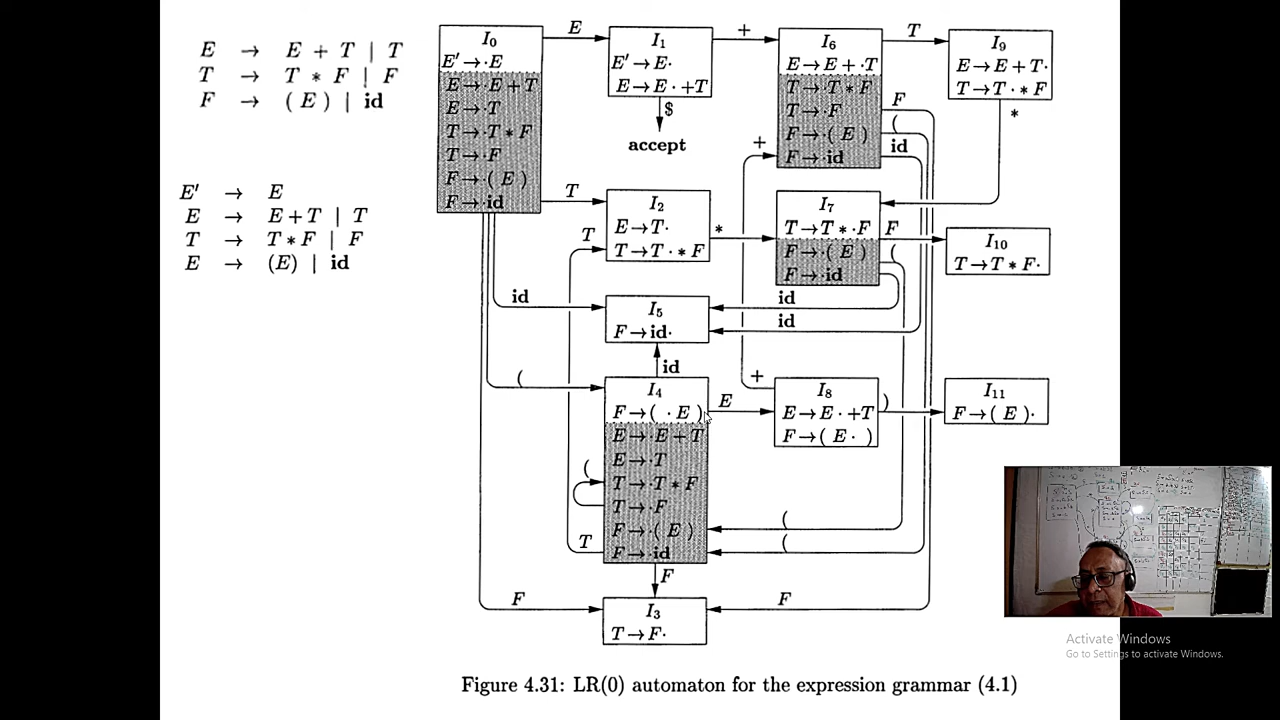 E → E + T | T
T → T * F | F
F → ( E ) | id
E′ → E
E → E + T | T
T → T * F | F
E → (E) | id
I0
E′ → ·E
E → ·E + T
E → ·T
T → ·T * F
T → ·F
F → ·( E )
F → ·id
E
I1
E′ → E·
E → E· + T
$
accept
+
I6
E → E + ·T
T → ·T * F
T → ·F
F → ·( E )
F → ·id
T
F
(
id
I9
E → E + T·
T → T· * F
*
+
T
I2
E → T·
T → T· * F
T
*
I7
T → T * ·F
F → ·( E )
F → ·id
F
(
I10
T → T * F·
id
I5
F → id·
id
id
id
(
I4
F → ( ·E )
E → ·E + T
E → ·T
T → ·T * F
T → ·F
F → ·( E )
F → ·id
(
T
E
+
I8
E → E· + T
F → ( E· )
)
I11
F → ( E )·
(
(
F
F
I3
T → F·
F
Activate Windows
Go to Settings to activate Windows.
Figure 4.31: LR(0) automaton for the expression grammar (4.1)